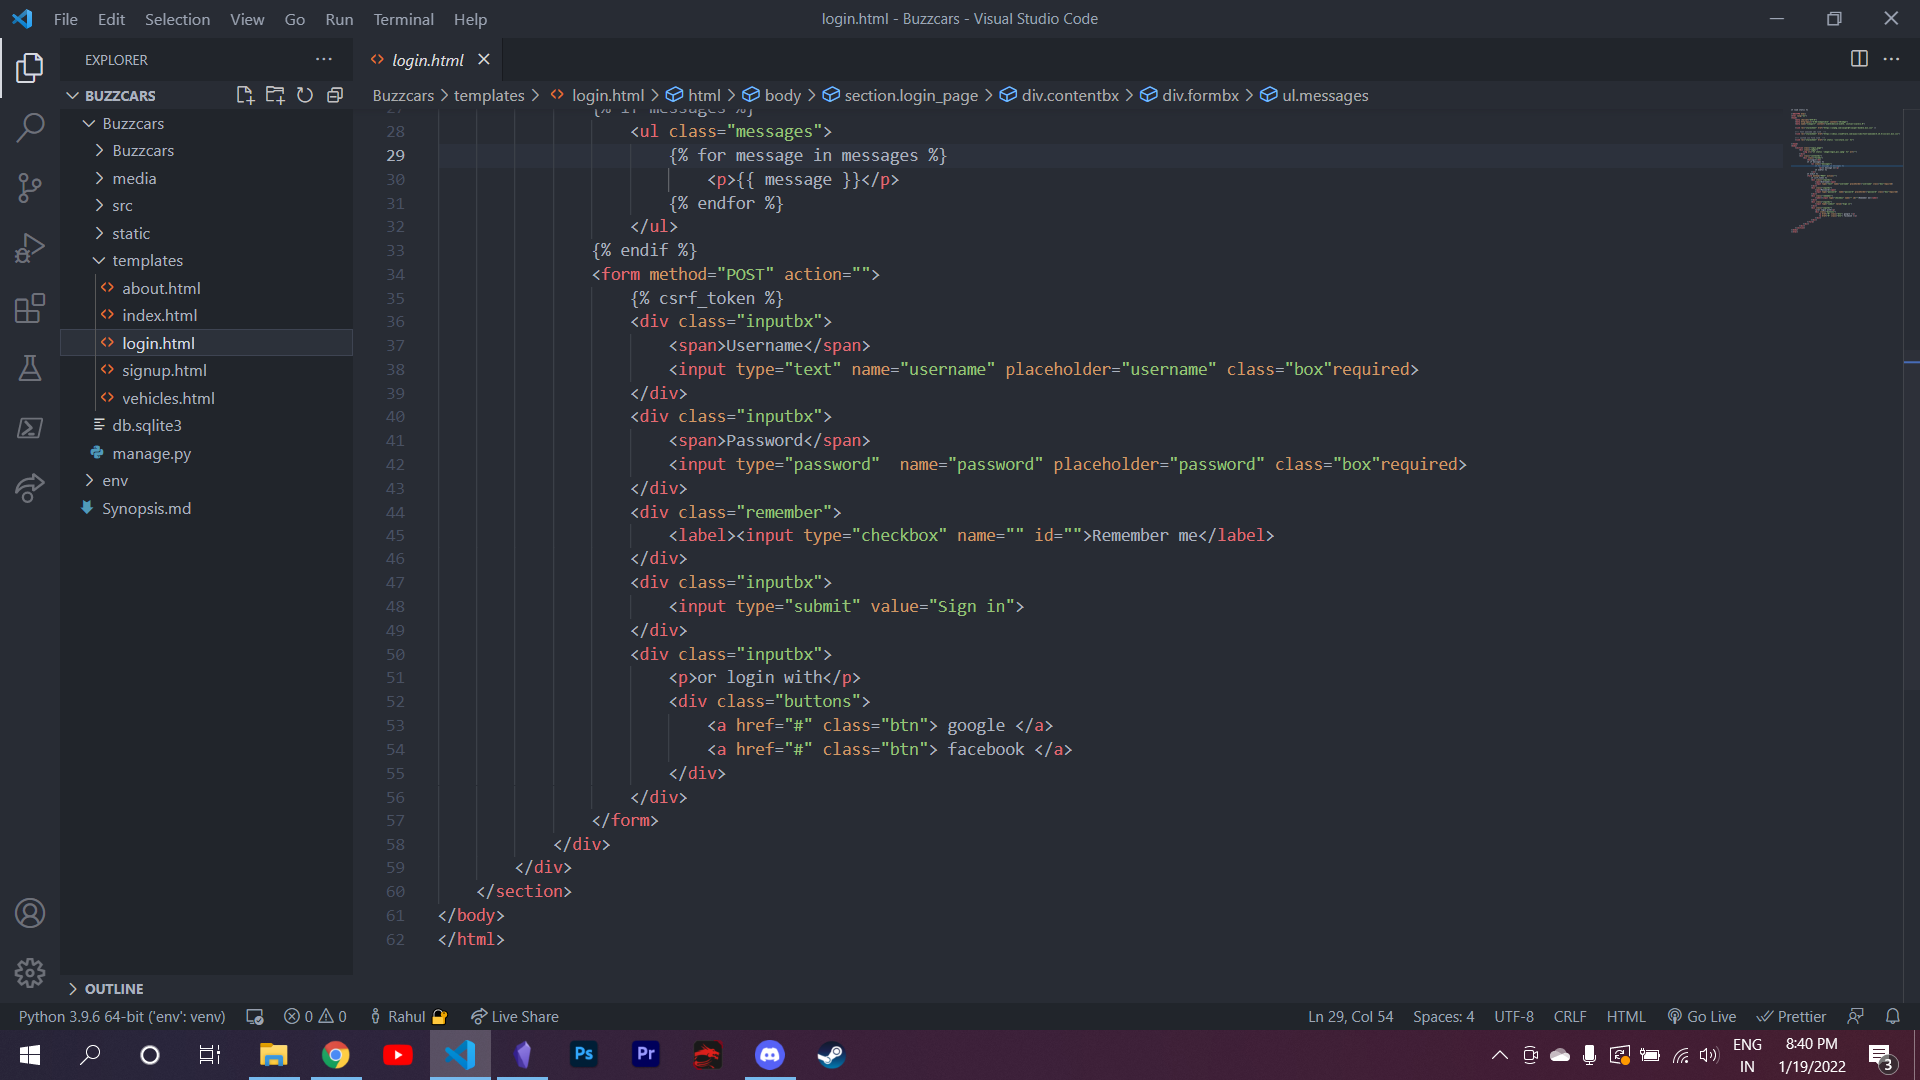 File Edit Selection View Go Run Terminal Help
login.html - Buzzcars - Visual Studio Code
EXPLORER
login.html
BUZZCARS
Buzzcars > templates > login.html > html > body > section.login_page > div.contentbx > div.formbx > ul.messages
Buzzcars
Buzzcars
media
src
static
templates
about.html
index.html
login.html
signup.html
vehicles.html
db.sqlite3
manage.py
env
Synopsis.md
OUTLINE
27 {% if messages %}
28 <ul class="messages">
29 {% for message in messages %}
30 <p>{{ message }}</p>
31 {% endfor %}
32 </ul>
33 {% endif %}
34 <form method="POST" action="">
35 {% csrf_token %}
36 <div class="inputbx">
37 <span>Username</span>
38 <input type="text" name="username" placeholder="username" class="box"required>
39 </div>
40 <div class="inputbx">
41 <span>Password</span>
42 <input type="password"  name="password" placeholder="password" class="box"required>
43 </div>
44 <div class="remember">
45 <label><input type="checkbox" name="" id="">Remember me</label>
46 </div>
47 <div class="inputbx">
48 <input type="submit" value="Sign in">
49 </div>
50 <div class="inputbx">
51 <p>or login with</p>
52 <div class="buttons">
53 <a href="#" class="btn"> google </a>
54 <a href="#" class="btn"> facebook </a>
55 </div>
56 </div>
57 </form>
58 </div>
59 </div>
60 </section>
61 </body>
62 </html>
Python 3.9.6 64-bit ('env': venv) 0 0 Rahul Live Share Ln 29, Col 54 Spaces: 4 UTF-8 CRLF HTML Go Live Prettier
Ps Pr
ENG
IN
8:40 PM
1/19/2022
3